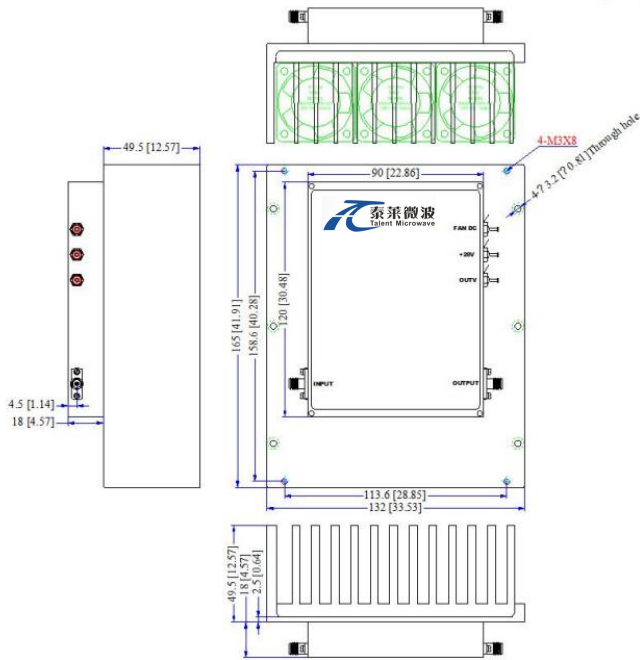 49.5 [12.57]
4-M3X8
4-? 3.2 [?0.81]Through hole
90 [22.86]
泰莱微波
Talent Microwave
FAN DC
+28V
OUTV
165 [41.91]
158.6 [40.28]
120 [30.48]
INPUT
OUTPUT
4.5 [1.14]
18 [4.57]
113.6 [28.85]
132 [33.53]
49.5 [12.57]
18 [4.57]
2.5 [0.64]